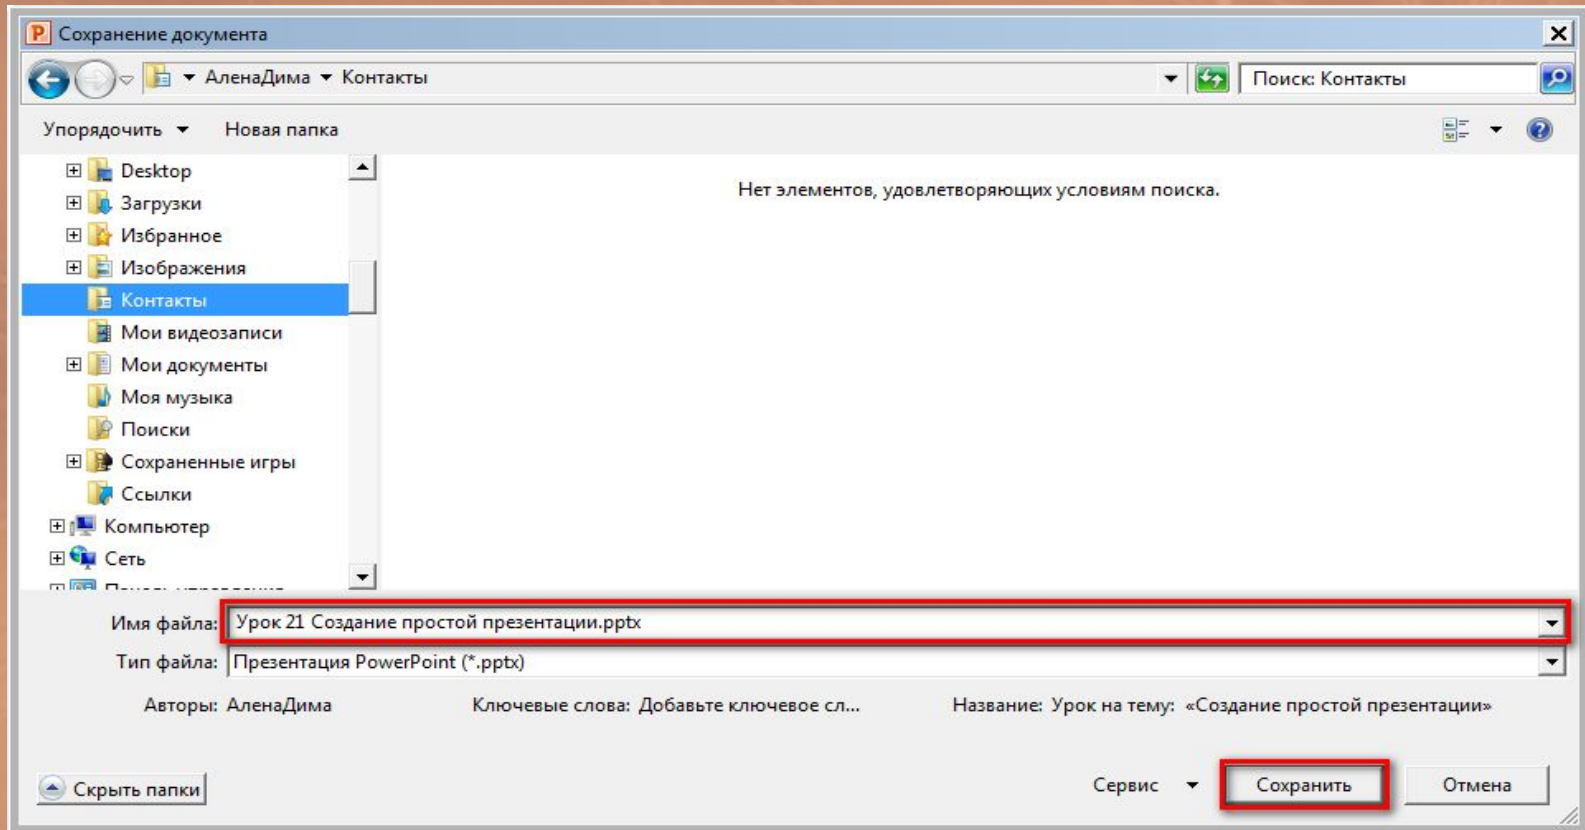 Сохранение документа
АленаДима Контакты Поиск: Контакты
Упорядочить Новая папка
Desktop
Нет элементов, удовлетворяющих условиям поиска.
Загрузки
Избранное
Изображения
Контакты
Мои видеозаписи
Мои документы
Моя музыка
Поиски
Сохраненные игры
Ссылки
Компьютер
Сеть
Имя файла: Урок 21 Создание простой презентации.pptx
Тип файла: Презентация PowerPoint (*.pptx)
Авторы: АленаДима Ключевые слова: Добавьте ключевое сл... Название: Урок на тему: «Создание простой презентации»
Скрыть папки Сервис Сохранить Отмена